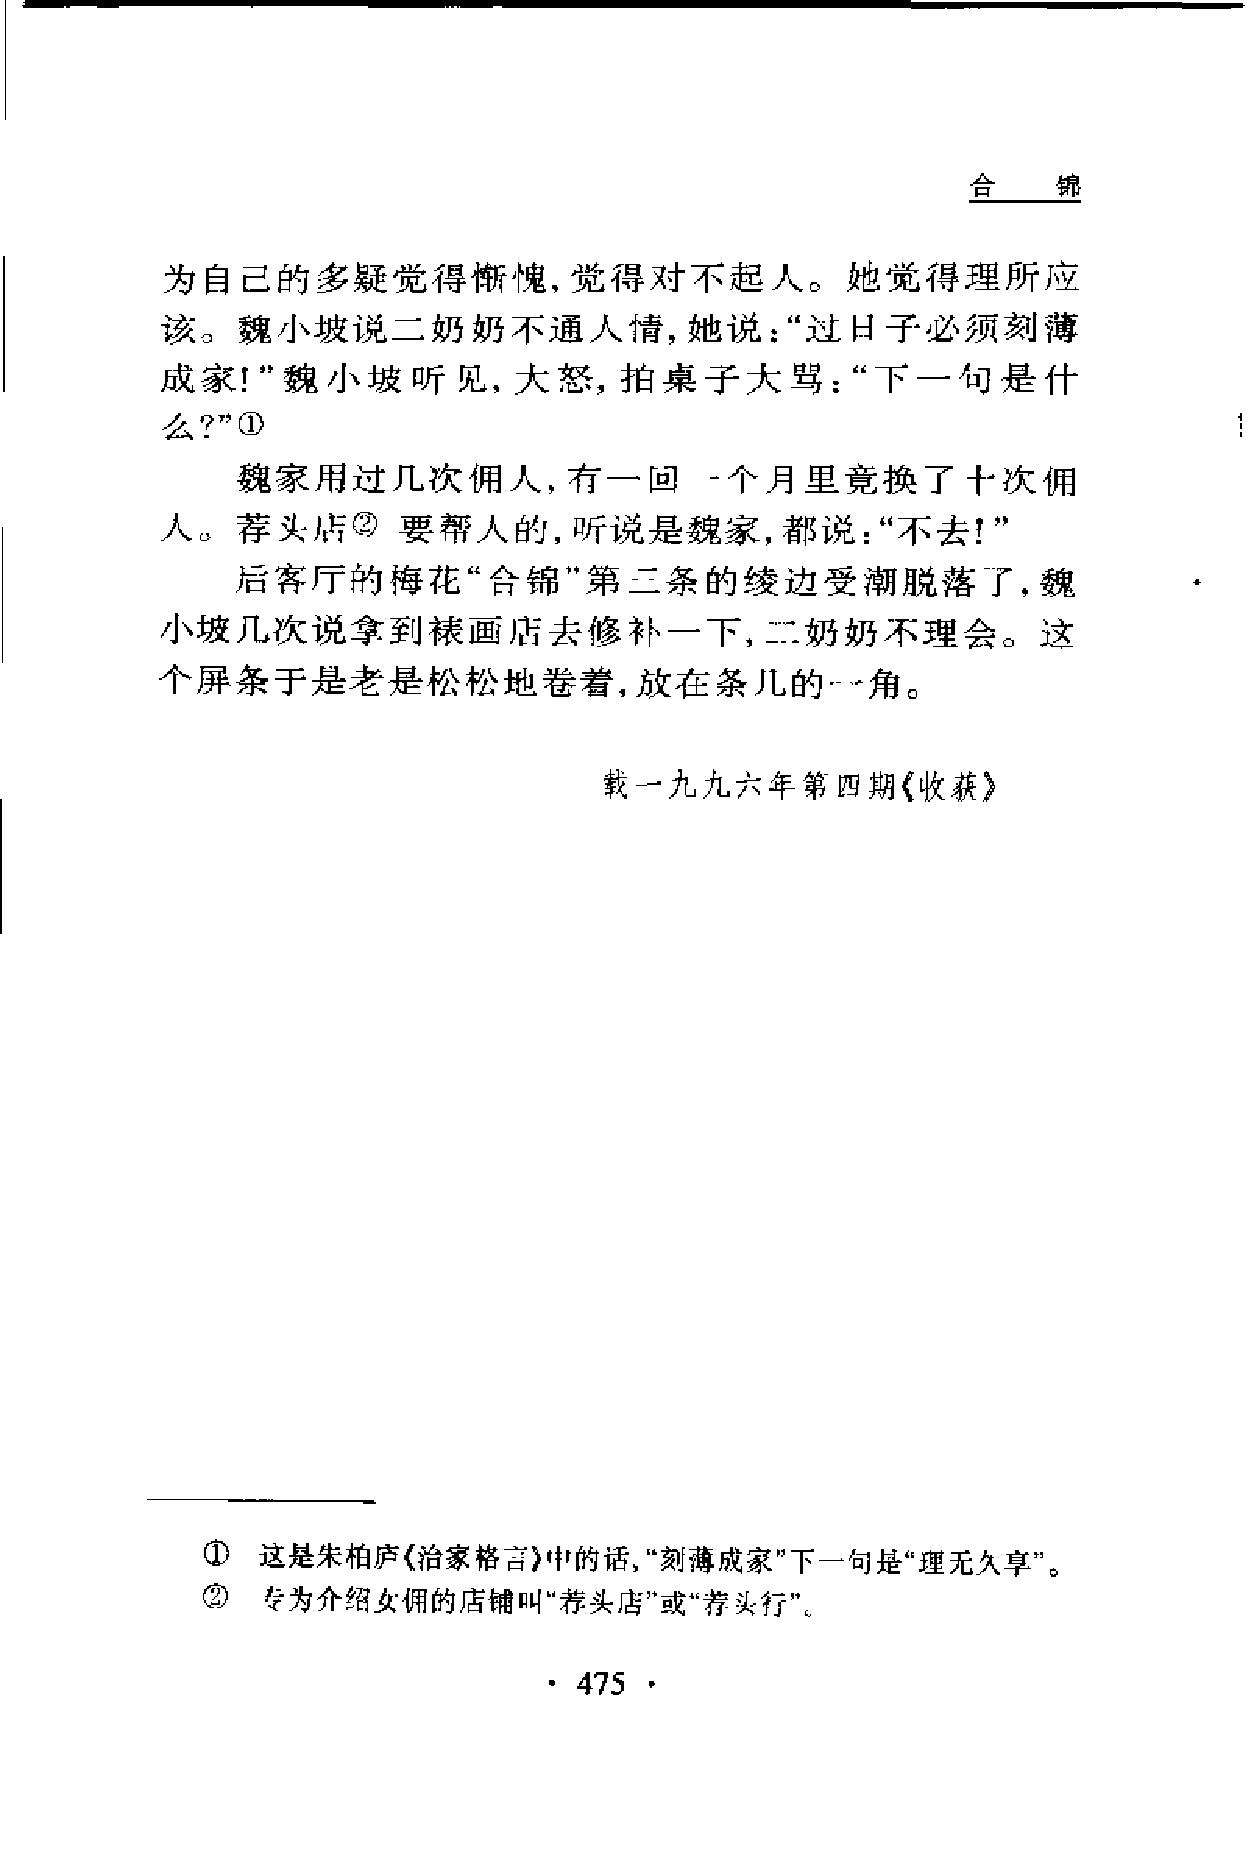 合　　锦
为自己的多疑觉得惭愧,觉得对不起人。她觉得理所应
该。魏小坡说二奶奶不通人情,她说:“过日子必须刻薄
成家!”魏小坡听见,大怒,拍桌子大骂:“下一句是什
么?”①
魏家用过几次佣人,有一回一个月里竟换了十次佣
人。荐头店② 要帮人的,听说是魏家,都说:“不去!”
后客厅的梅花“合锦”第三条的绫边受潮脱落了,魏
小坡几次说拿到裱画店去修补一下,二奶奶不理会。这
个屏条于是老是松松地卷着,放在条几的一角。
载一九九六年第四期《收获》
① 这是朱柏庐《治家格言》中的话,“刻薄成家”下一句是“理无久享”。
② 专为介绍女佣的店铺叫“荐头店”或“荐头行”。
· 475 ·